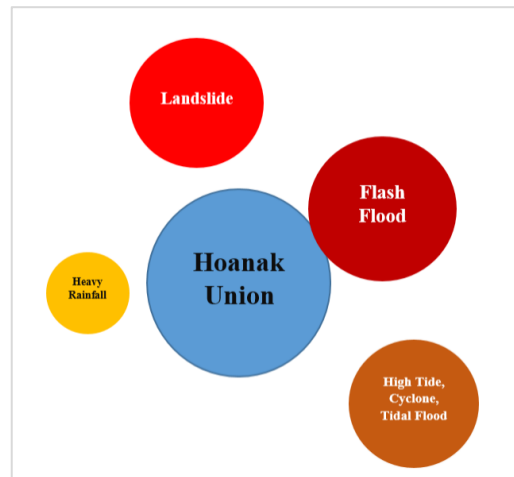 Landslide
Flash
Flood
Hoanak
Union
Heavy
Rainfall
High Tide,
Cyclone,
Tidal Flood